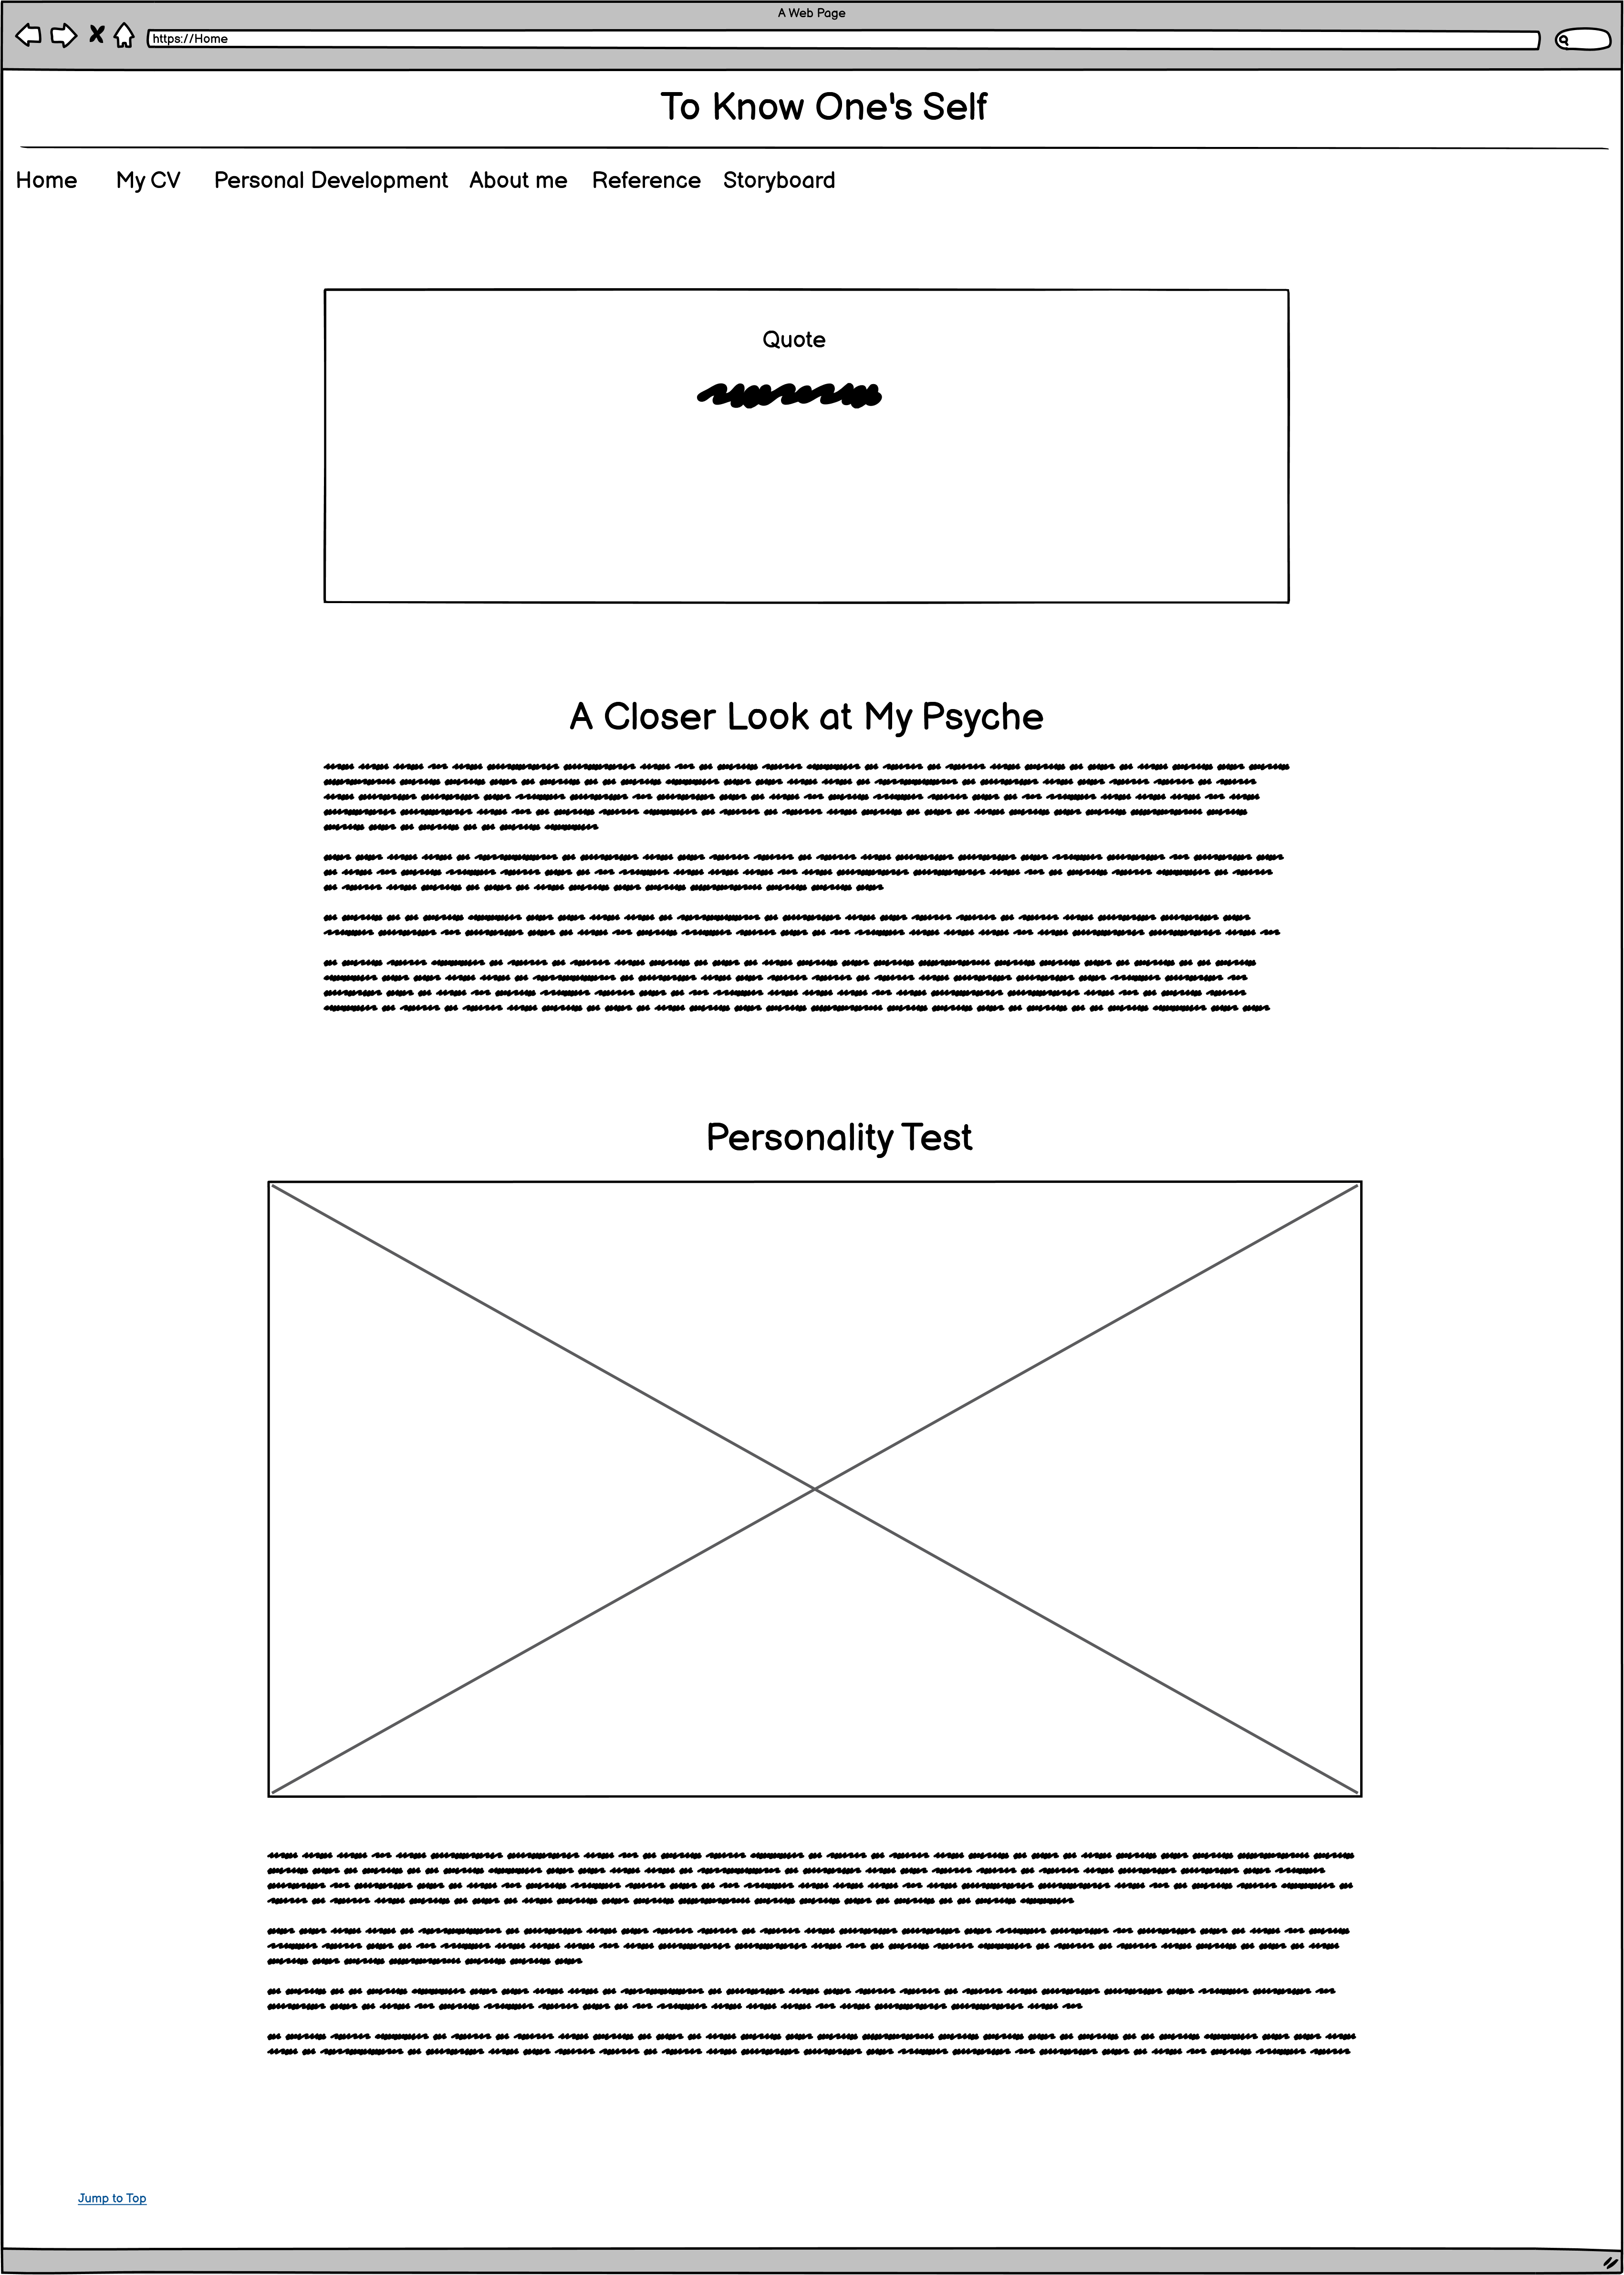 A Web Page
https://Home
To Know One's Self
Home My CV Personal Development About me Reference Storyboard
Quote
A Closer Look at My Psyche
Personality Test
Jump to Top